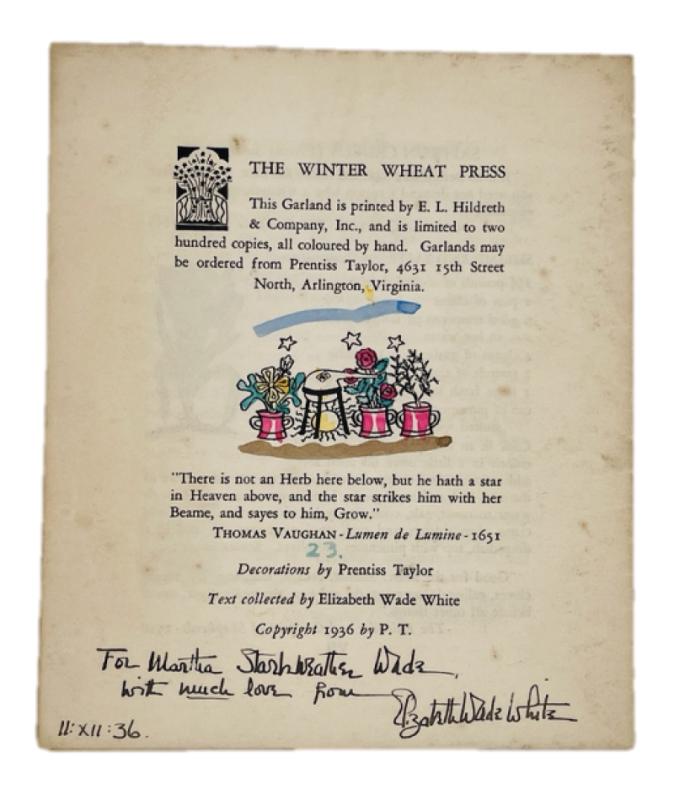 THE WINTER WHEAT PRESS
This Garland is printed by E. L. Hildreth
& Company, Inc., and is limited to two
hundred copies, all coloured by hand. Garlands may
be ordered from Prentiss Taylor, 4631 15th Street
North, Arlington, Virginia.
"There is not an Herb here below, but he hath a star
in Heaven above, and the star strikes him with her
Beame, and sayes to him, Grow."
THOMAS VAUGHAN - Lumen de Lumine - 1651
23.
Decorations by Prentiss Taylor
Text collected by Elizabeth Wade White
Copyright 1936 by P. T.
For Martha Starkweather Wade,
with much love from
Elizabeth Wade White
11:XII:36.